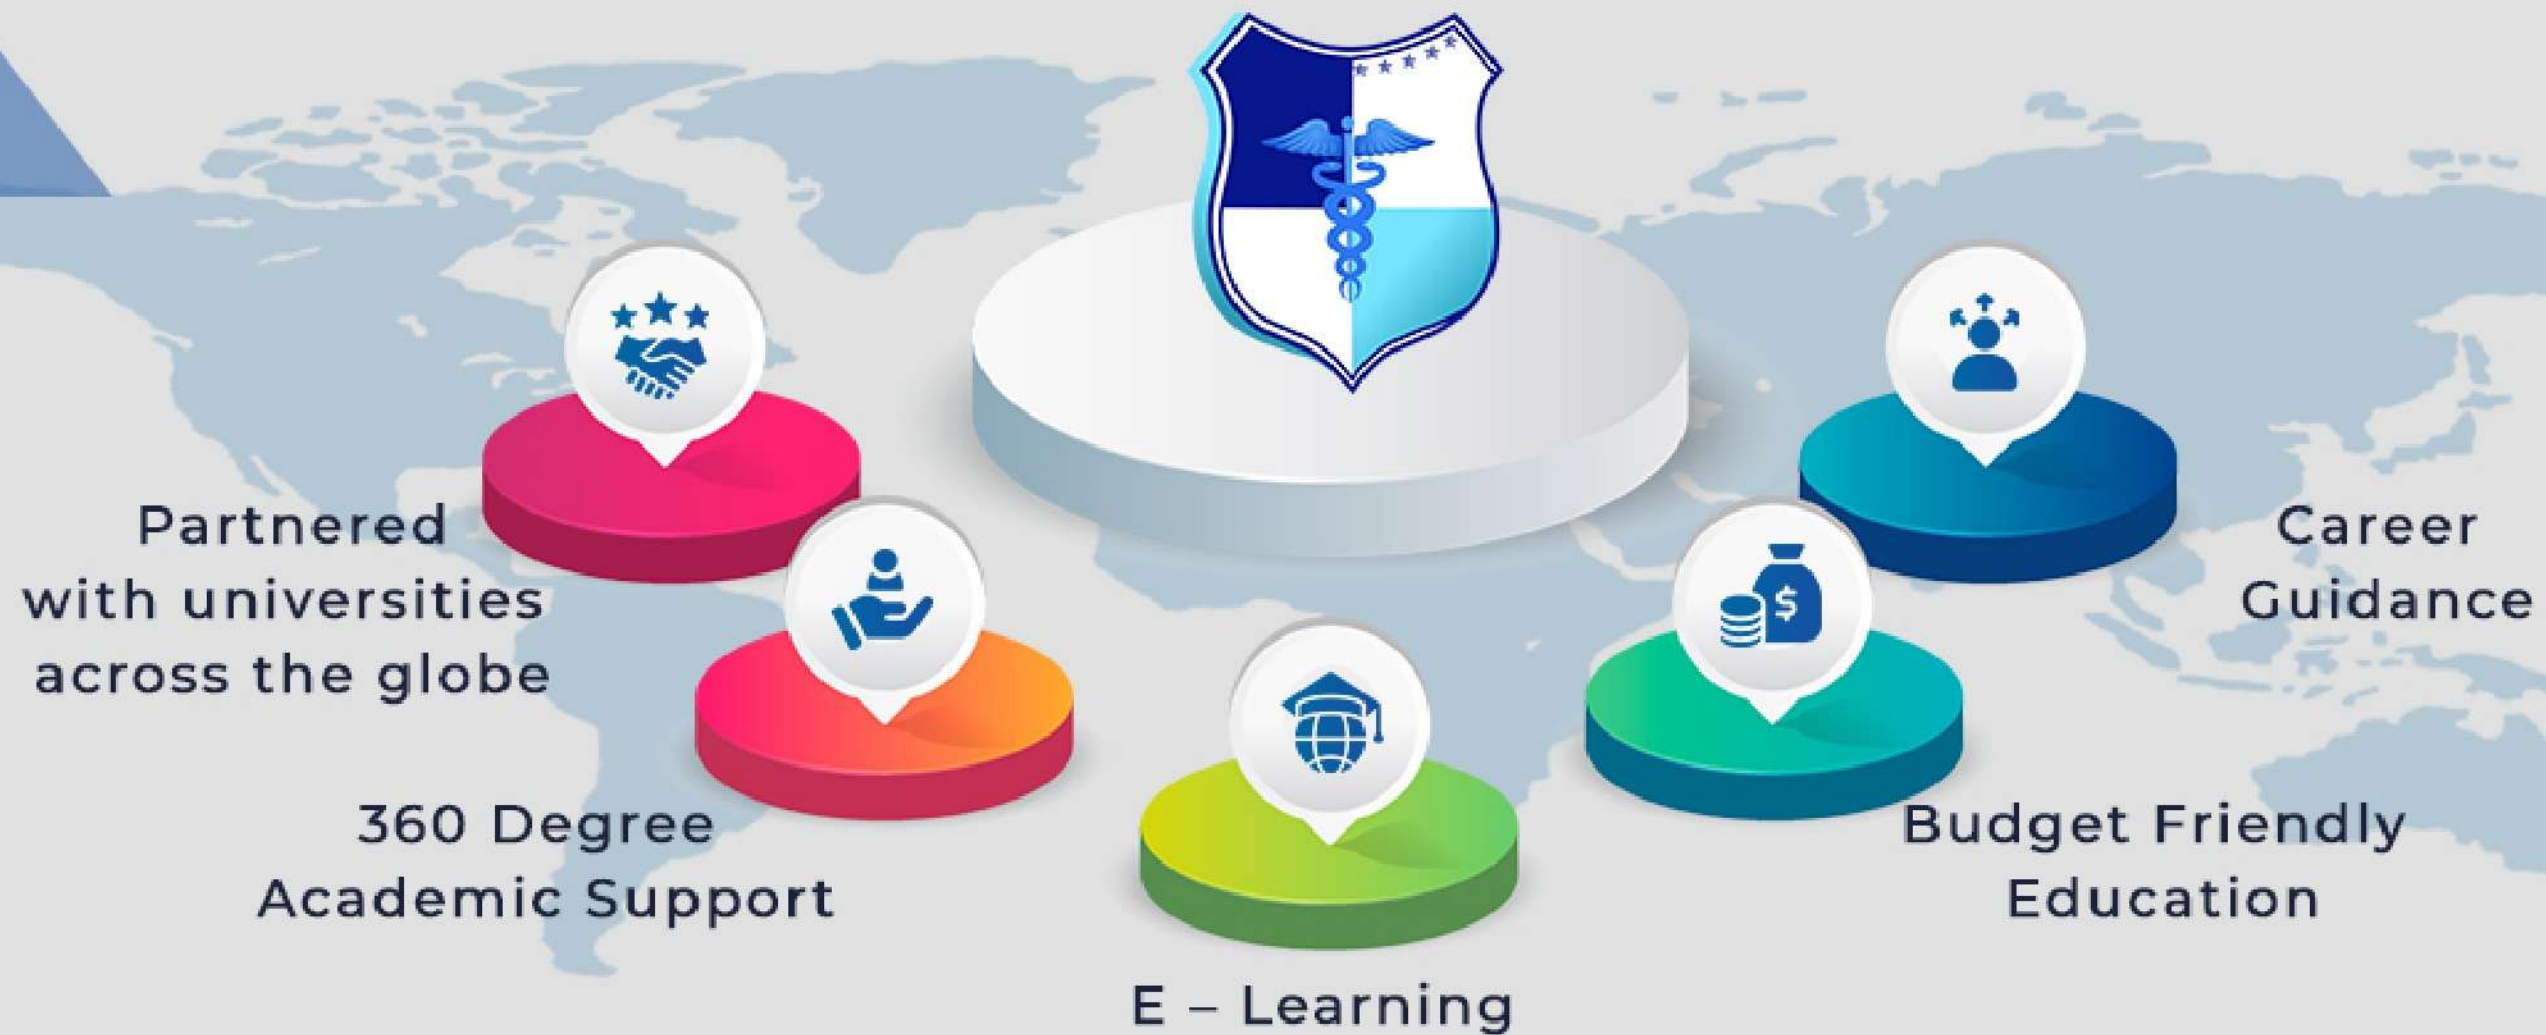 Partnered
with universities
across the globe
360 Degree
Academic Support
E – Learning
Budget Friendly
Education
Career
Guidance
$